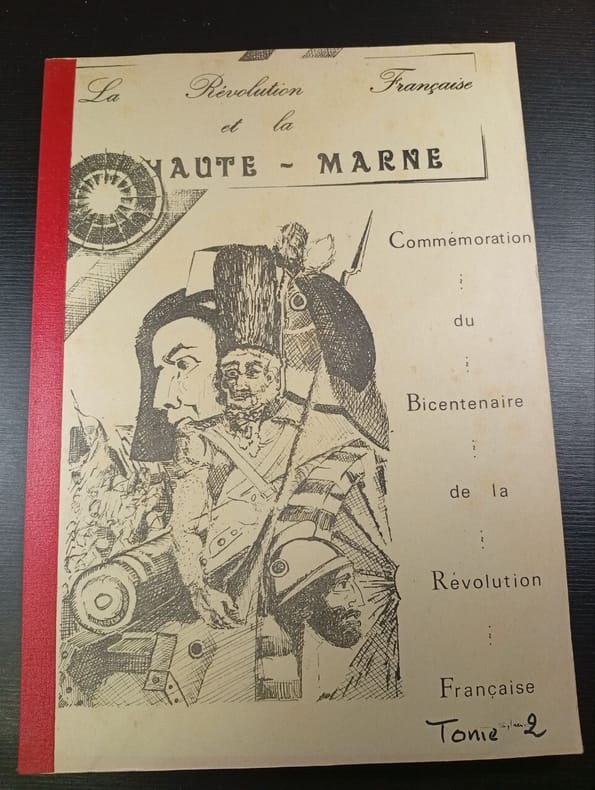 La Révolution Française
et la
HAUTE - MARNE
Commémoration
du
Bicentenaire
de la
Révolution
Française
Tome 2